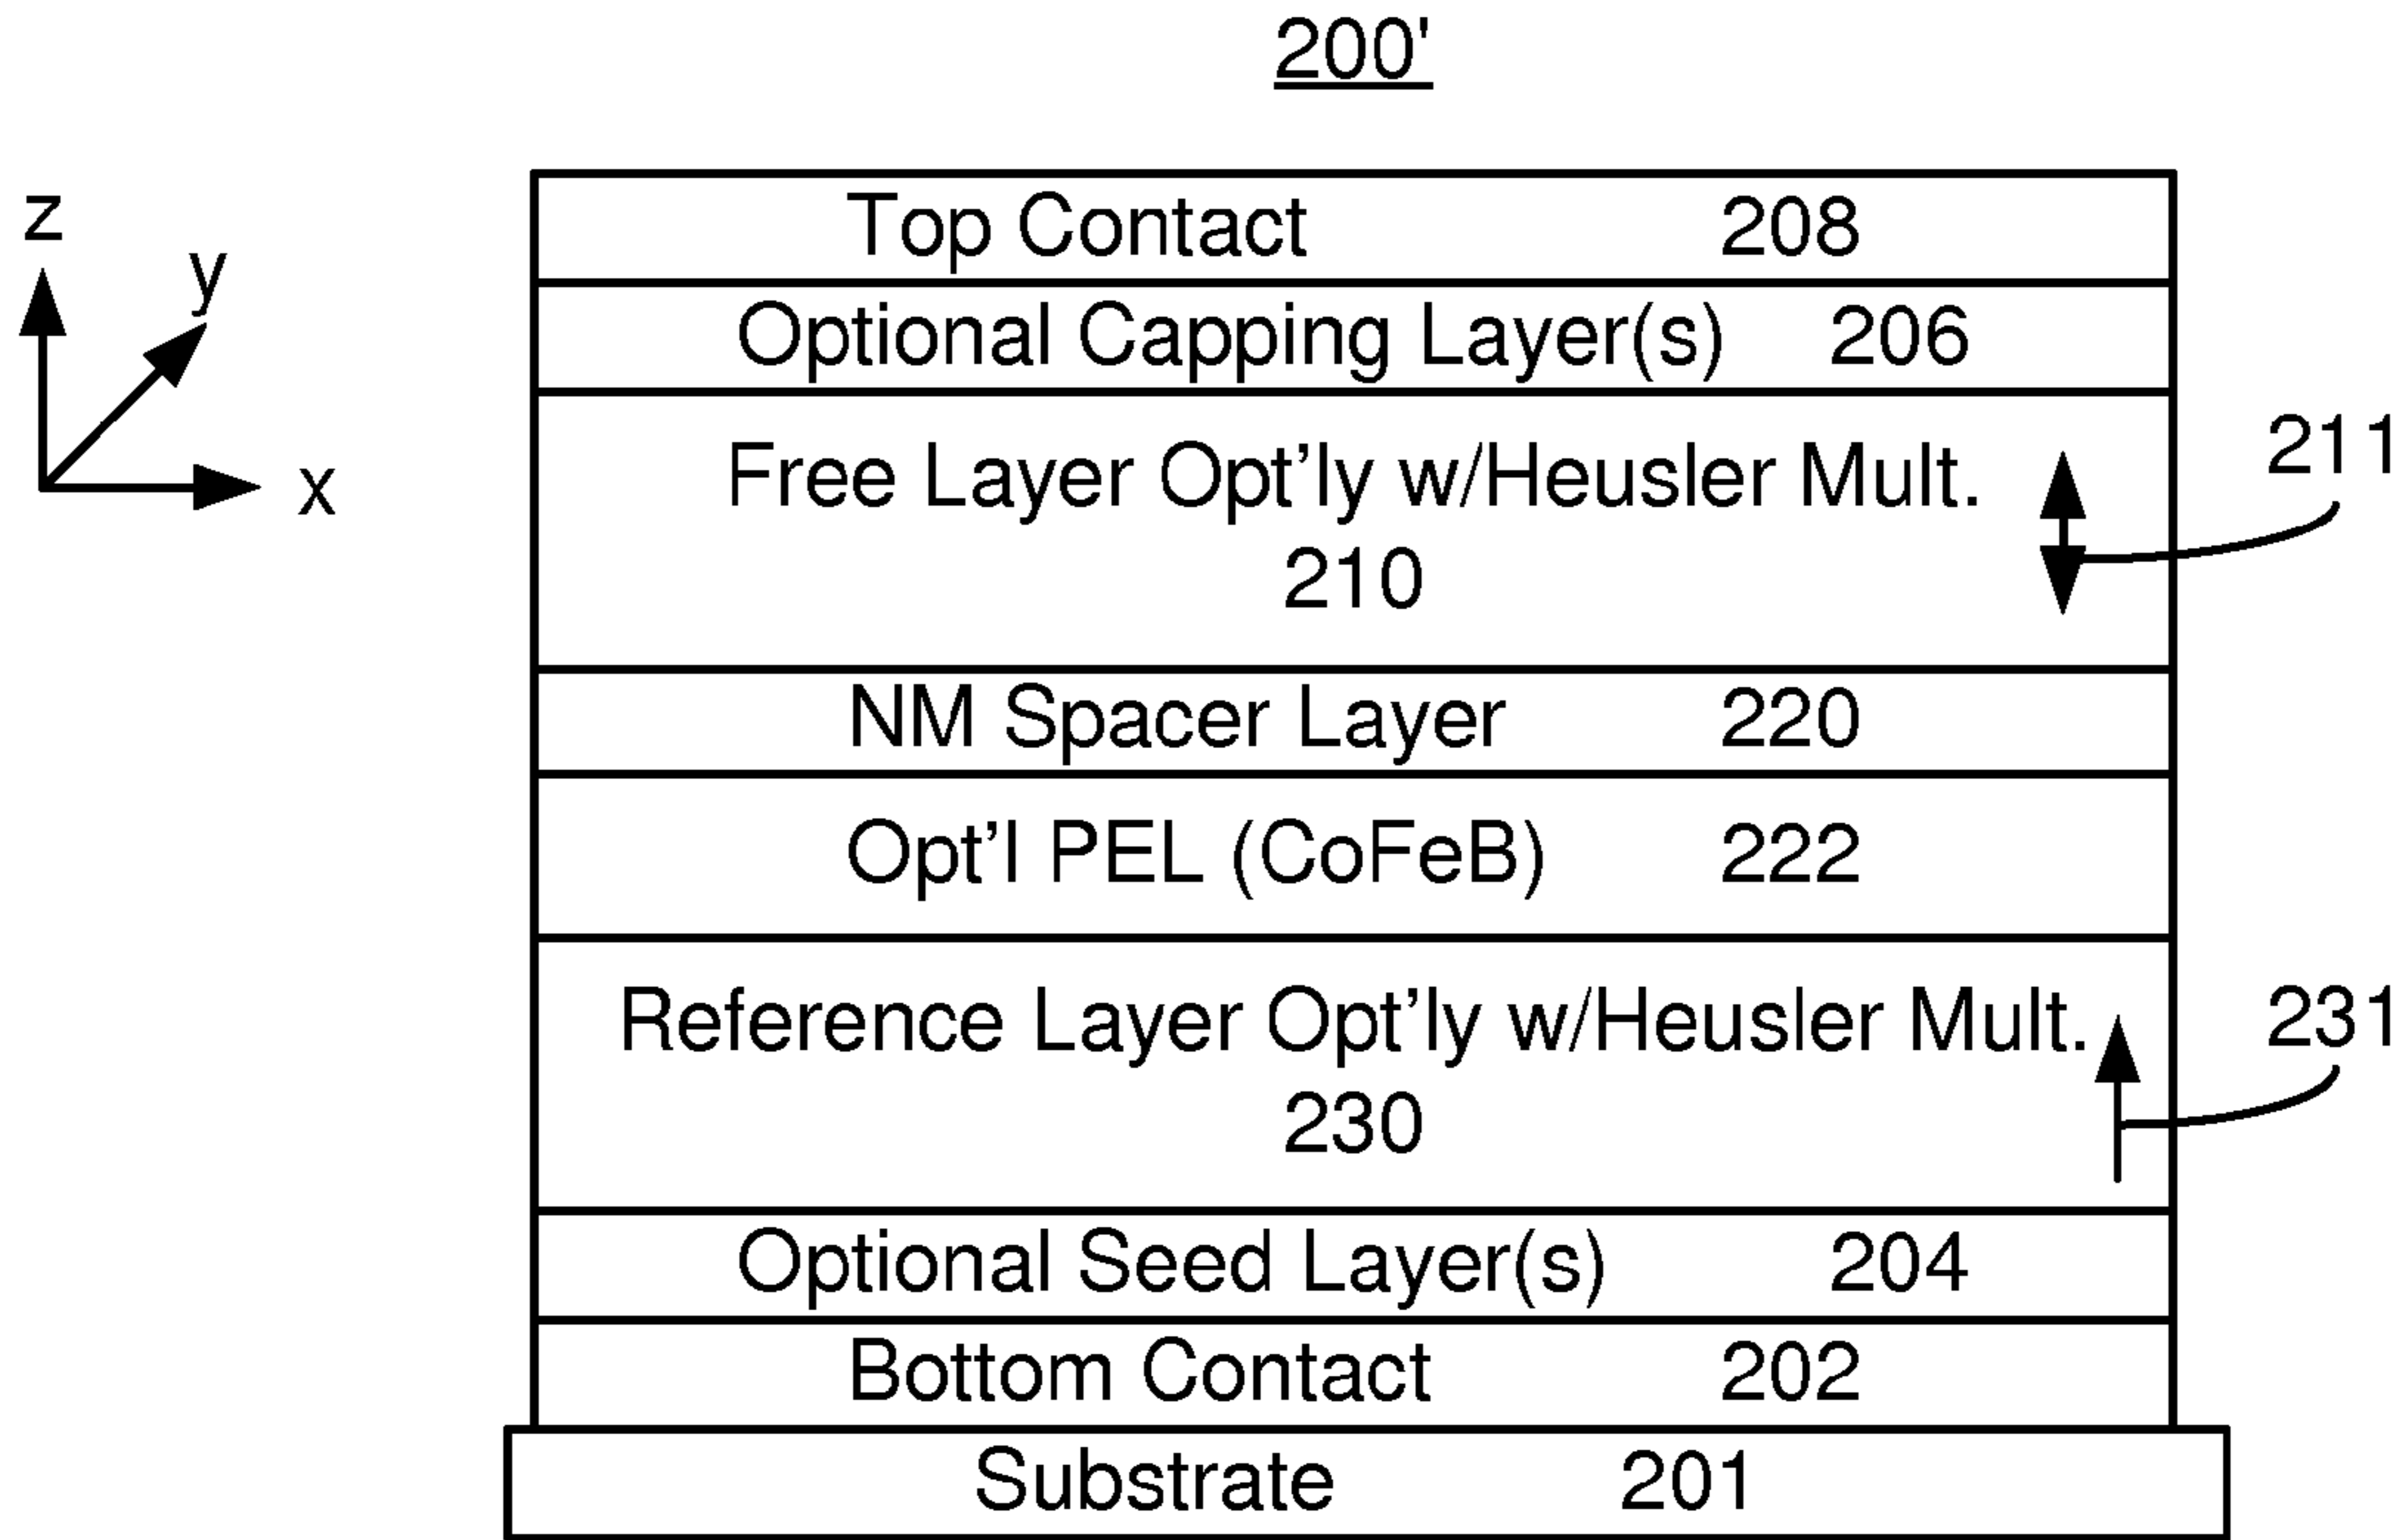 200'
z
y
x
Top Contact 208
Optional Capping Layer(s) 206
Free Layer Opt’ly w/Heusler Mult.
210
211
NM Spacer Layer 220
Opt’l PEL (CoFeB) 222
Reference Layer Opt’ly w/Heusler Mult.
230
231
Optional Seed Layer(s) 204
Bottom Contact 202
Substrate 201